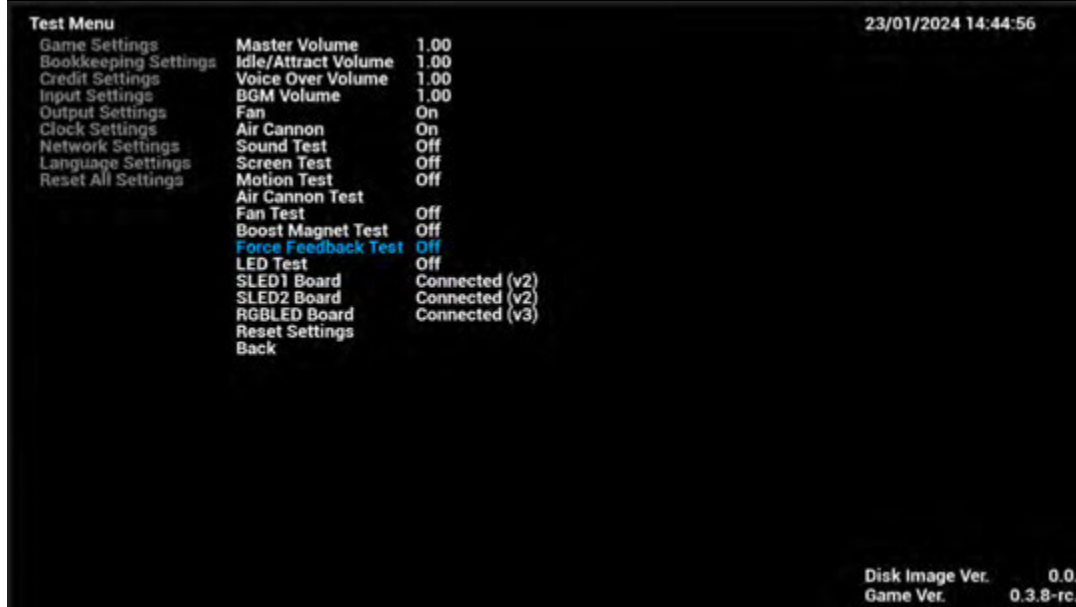 Test Menu
23/01/2024 14:44:56
Game Settings
Bookkeeping Settings
Credit Settings
Input Settings
Output Settings
Clock Settings
Network Settings
Language Settings
Reset All Settings
Master Volume 1.00
Idle/Attract Volume 1.00
Voice Over Volume 1.00
BGM Volume 1.00
Fan On
Air Cannon On
Sound Test Off
Screen Test Off
Motion Test Off
Air Cannon Test
Fan Test Off
Boost Magnet Test Off
Force Feedback Test Off
LED Test Off
SLED1 Board Connected (v2)
SLED2 Board Connected (v2)
RGBLED Board Connected (v3)
Reset Settings
Back
Disk Image Ver. 0.0.
Game Ver. 0.3.8-rc.